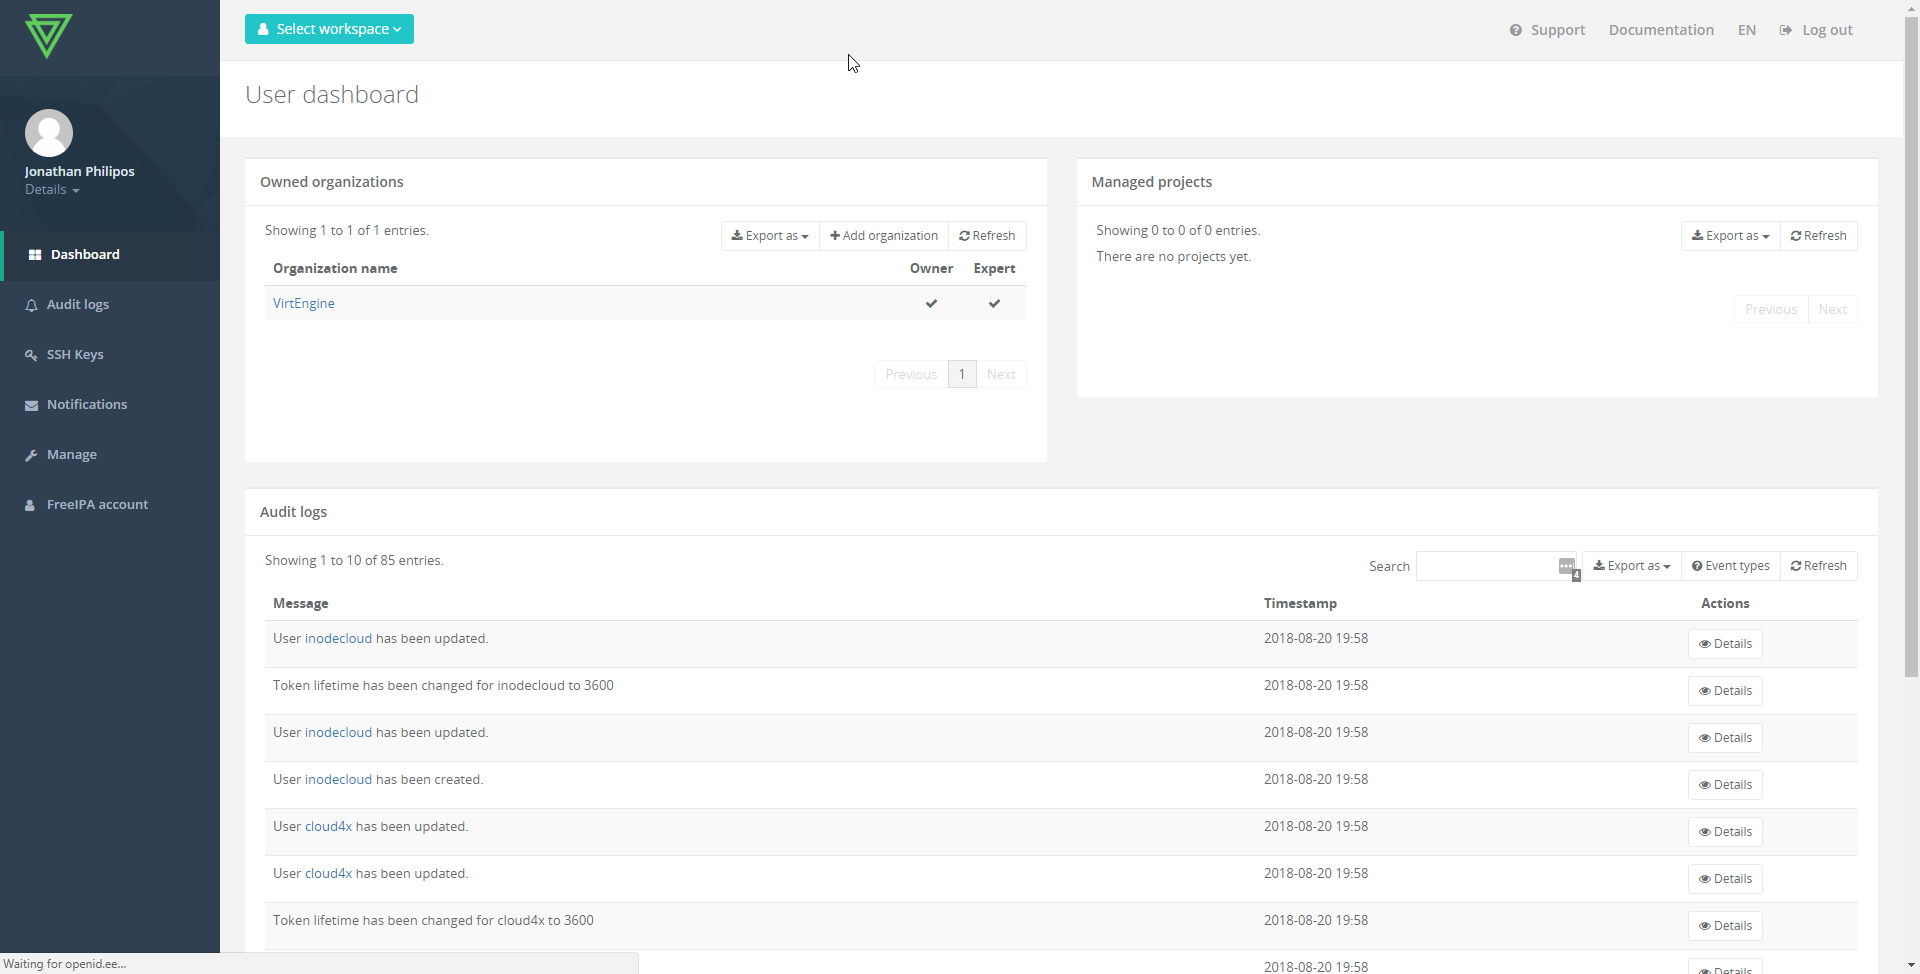 Select workspace
Support
Documentation
EN
Log out
User dashboard
Jonathan Philipos
Details
Dashboard
Audit logs
SSH Keys
Notifications
Manage
FreeIPA account
Owned organizations
Showing 1 to 1 of 1 entries.
Export as
Add organization
Refresh
Organization name Owner Expert
VirtEngine
Previous 1 Next
Managed projects
Showing 0 to 0 of 0 entries.
Export as
Refresh
There are no projects yet.
Previous Next
Audit logs
Showing 1 to 10 of 85 entries.
Search
4
Export as
Event types
Refresh
Message Timestamp Actions
User inodecloud has been updated. 2018-08-20 19:58 Details
Token lifetime has been changed for inodecloud to 3600 2018-08-20 19:58 Details
User inodecloud has been updated. 2018-08-20 19:58 Details
User inodecloud has been created. 2018-08-20 19:58 Details
User cloud4x has been updated. 2018-08-20 19:58 Details
User cloud4x has been updated. 2018-08-20 19:58 Details
Token lifetime has been changed for cloud4x to 3600 2018-08-20 19:58 Details
2018-08-20 19:58 Details
Waiting for openid.ee...